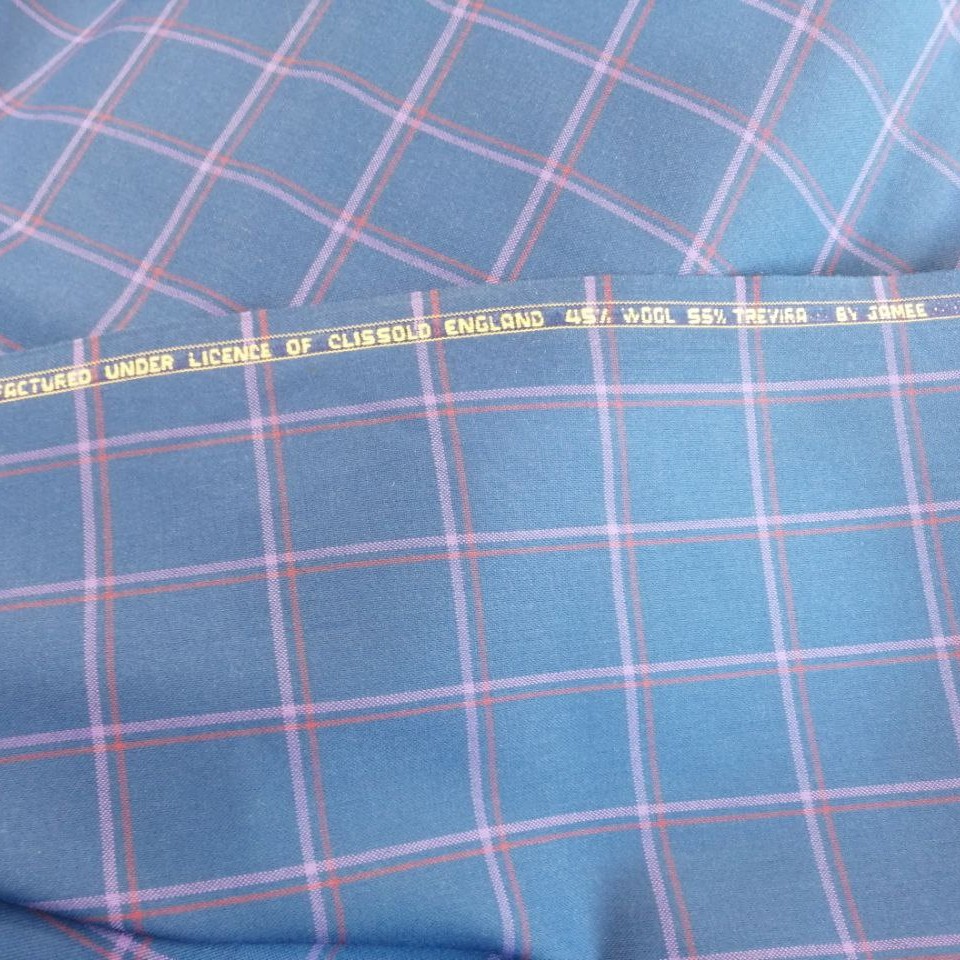 FACTURED UNDER LICENCE OF CLISSOLD ENGLAND 45% WOOL 55% TREVIRA BY JAMEE